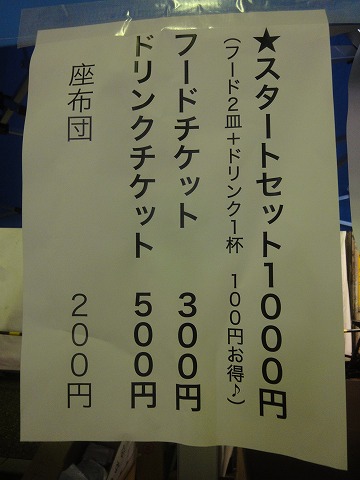 ★スタートセット1000円
(フード2皿+ドリンク1杯 100円お得♪)
フードチケット 300円
ドリンクチケット 500円
座布団 200円